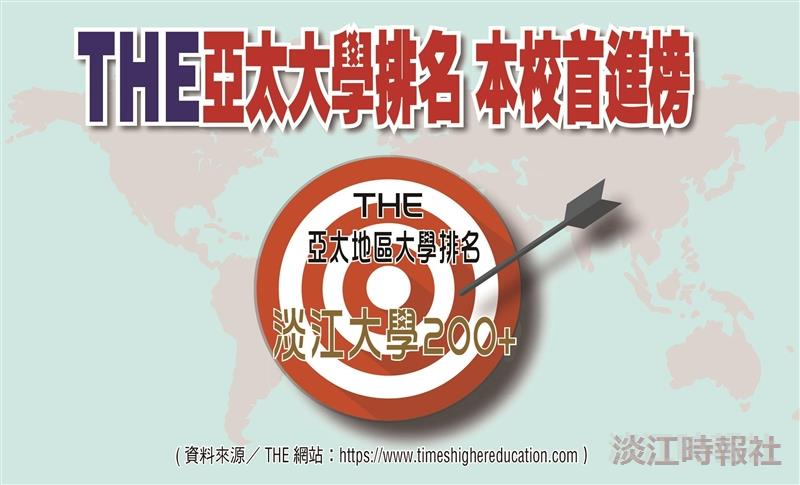 THE亞太大學排名 本校首進榜
THE
亞太地區大學排名
淡江大學200+
(資料來源／THE 網站：https://www.timeshighereducation.com)
淡江時報社